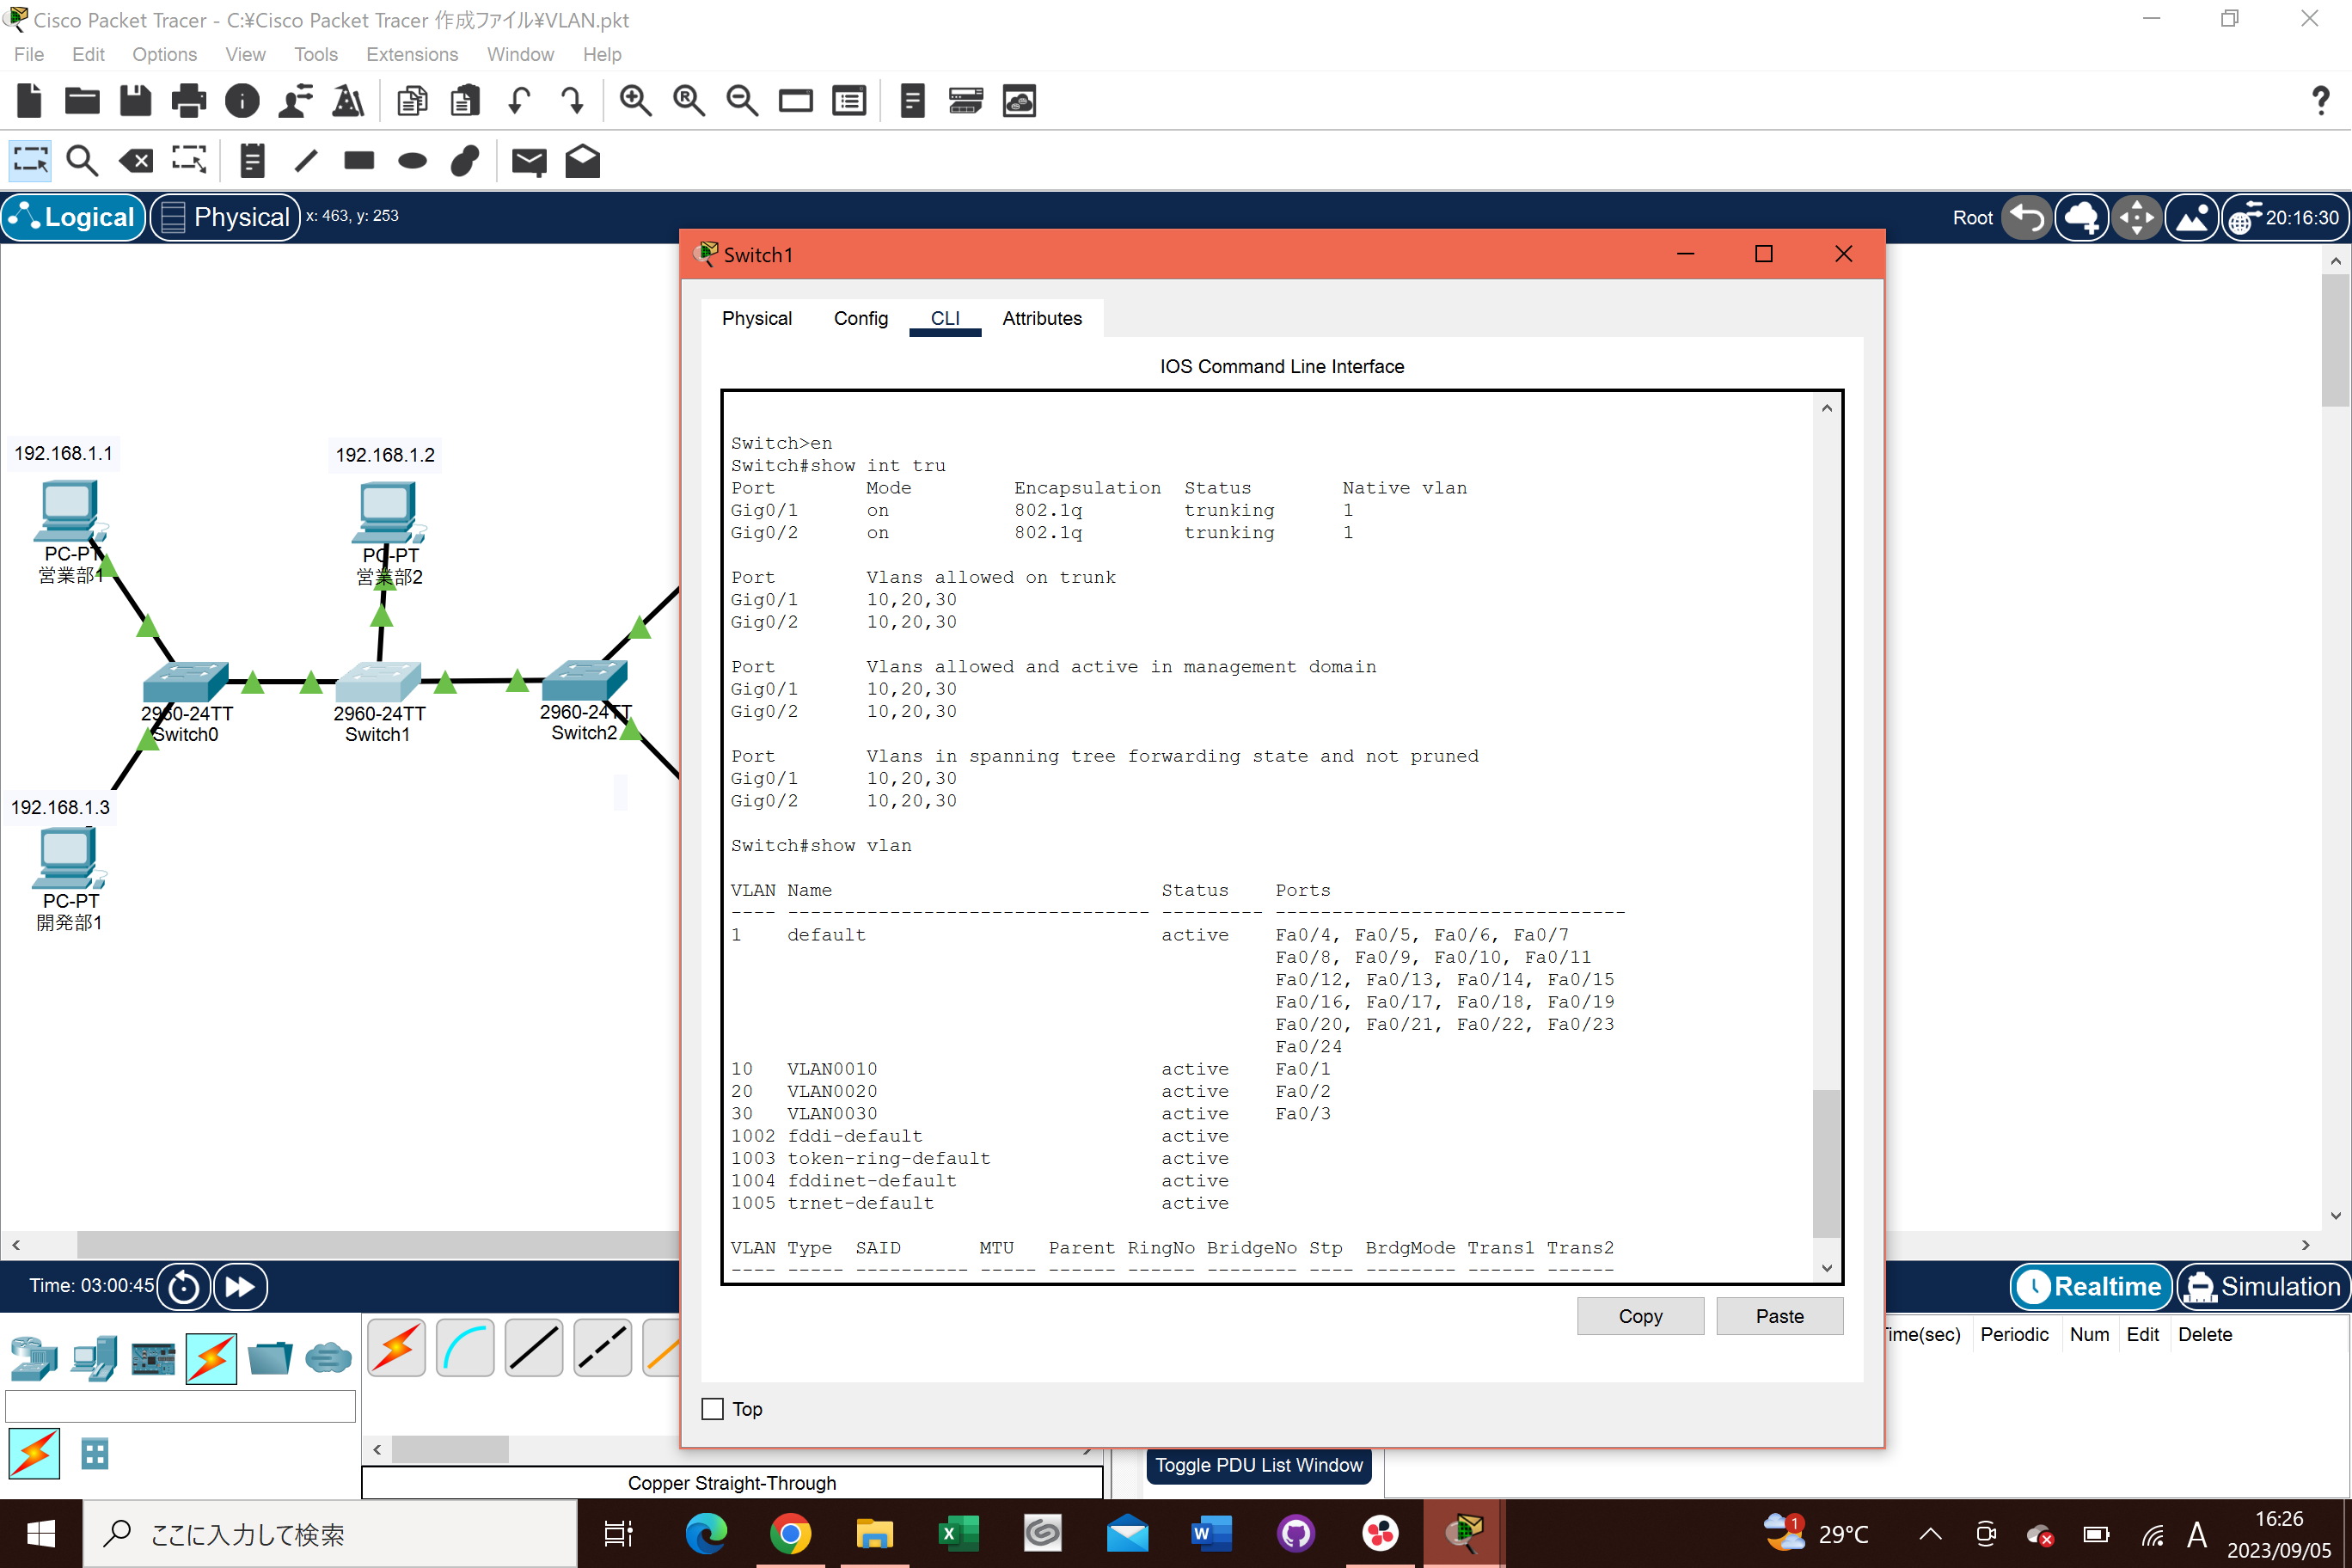 Cisco Packet Tracer - C:¥Cisco Packet Tracer 作成ファイル¥VLAN.pkt
File Edit Options View Tools Extensions Window Help
Logical Physical x: 463, y: 253
Root 20:16:30
192.168.1.1
PC-PT
営業部1
192.168.1.2
PC-PT
営業部2
2960-24TT
Switch0
2960-24TT
Switch1
2960-24TT
Switch2
192.168.1.3
PC-PT
開発部1
Switch1
Physical Config CLI Attributes
IOS Command Line Interface
Switch>en
Switch#show int tru
Port Mode Encapsulation Status Native vlan
Gig0/1 on 802.1q trunking 1
Gig0/2 on 802.1q trunking 1
Port Vlans allowed on trunk
Gig0/1 10,20,30
Gig0/2 10,20,30
Port Vlans allowed and active in management domain
Gig0/1 10,20,30
Gig0/2 10,20,30
Port Vlans in spanning tree forwarding state and not pruned
Gig0/1 10,20,30
Gig0/2 10,20,30
Switch#show vlan
VLAN Name Status Ports
---- -------------------------------- --------- -------------------------------
1 default active Fa0/4, Fa0/5, Fa0/6, Fa0/7
Fa0/8, Fa0/9, Fa0/10, Fa0/11
Fa0/12, Fa0/13, Fa0/14, Fa0/15
Fa0/16, Fa0/17, Fa0/18, Fa0/19
Fa0/20, Fa0/21, Fa0/22, Fa0/23
Fa0/24
10 VLAN0010 active Fa0/1
20 VLAN0020 active Fa0/2
30 VLAN0030 active Fa0/3
1002 fddi-default active
1003 token-ring-default active
1004 fddinet-default active
1005 trnet-default active
VLAN Type SAID MTU Parent RingNo BridgeNo Stp BrdgMode Trans1 Trans2
---- ----- ---------- ----- ------ ------ -------- ---- -------- ------ ------
Copy Paste
Top
Time: 03:00:45
Realtime Simulation
Time(sec) Periodic Num Edit Delete
Toggle PDU List Window
Copper Straight-Through
ここに入力して検索
1 29°C A 16:26
2023/09/05